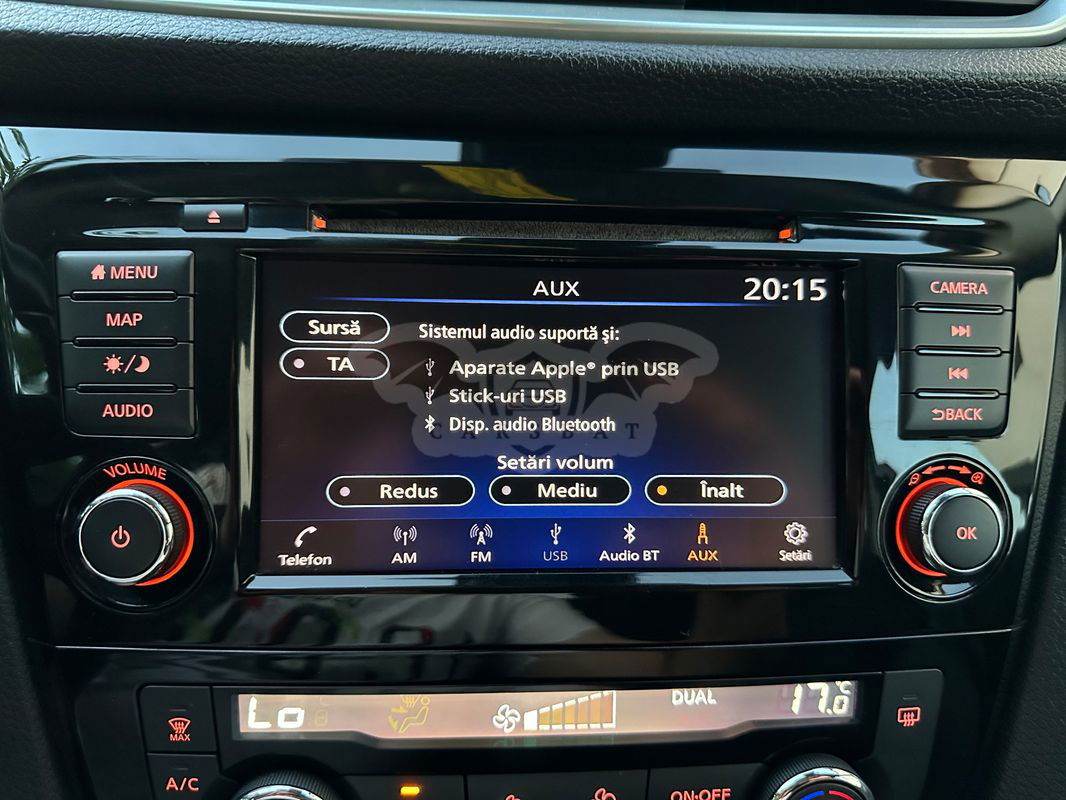 MENU
MAP
AUDIO
VOLUME
AUX
20:15
Sursă
TA
Sistemul audio suportă și:
Aparate Apple® prin USB
Stick-uri USB
Disp. audio Bluetooth
CARSBAT
Setări volum
Redus
Mediu
Înalt
Telefon
AM
FM
USB
Audio BT
AUX
Setări
CAMERA
BACK
OK
MAX
A/C
Lo
DUAL
17.0°C
ON·OFF